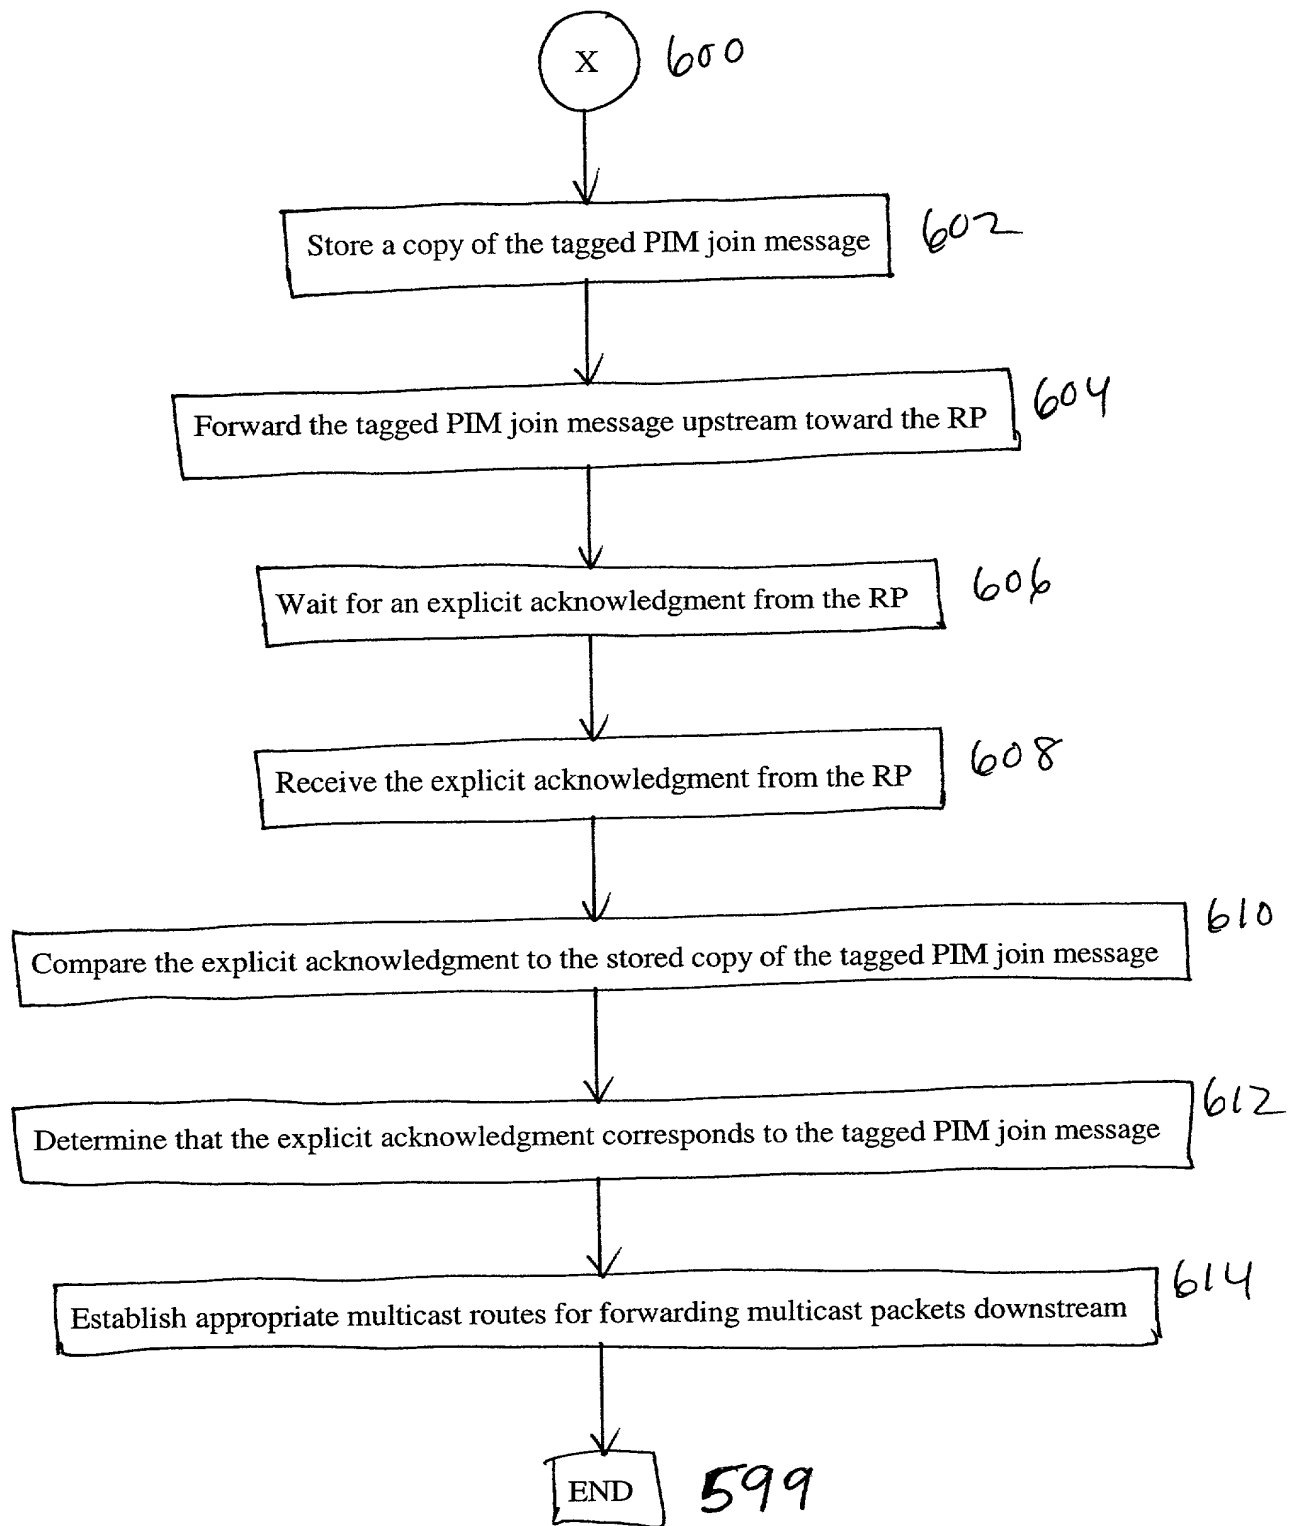 X 600
Store a copy of the tagged PIM join message 602
Forward the tagged PIM join message upstream toward the RP 604
Wait for an explicit acknowledgment from the RP 606
Receive the explicit acknowledgment from the RP 608
Compare the explicit acknowledgment to the stored copy of the tagged PIM join message 610
Determine that the explicit acknowledgment corresponds to the tagged PIM join message 612
Establish appropriate multicast routes for forwarding multicast packets downstream 614
END 599